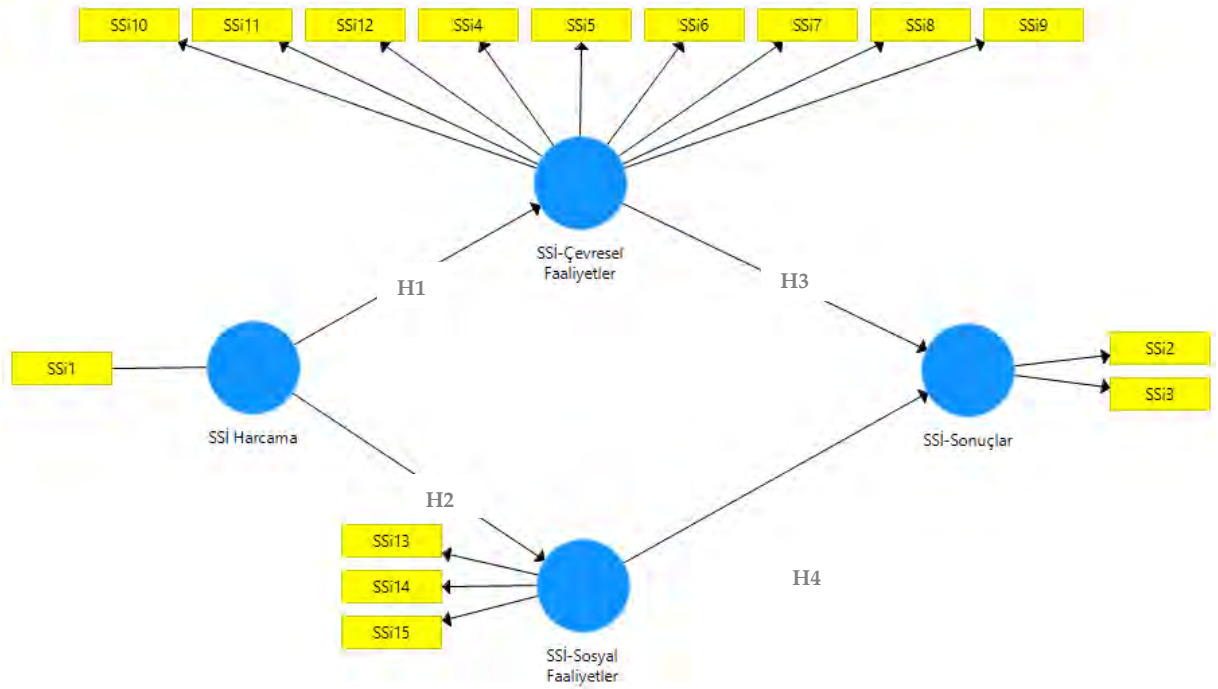 SSi10
SSi11
SSi12
SSi4
SSi5
SSi6
SSi7
SSi8
SSi9
SSİ-Çevresel
Faaliyetler
H1
H3
SSi1
SSİ Harcama
SSi2
SSi3
SSİ-Sonuçlar
H2
SSi13
SSi14
SSi15
H4
SSİ-Sosyal
Faaliyetler